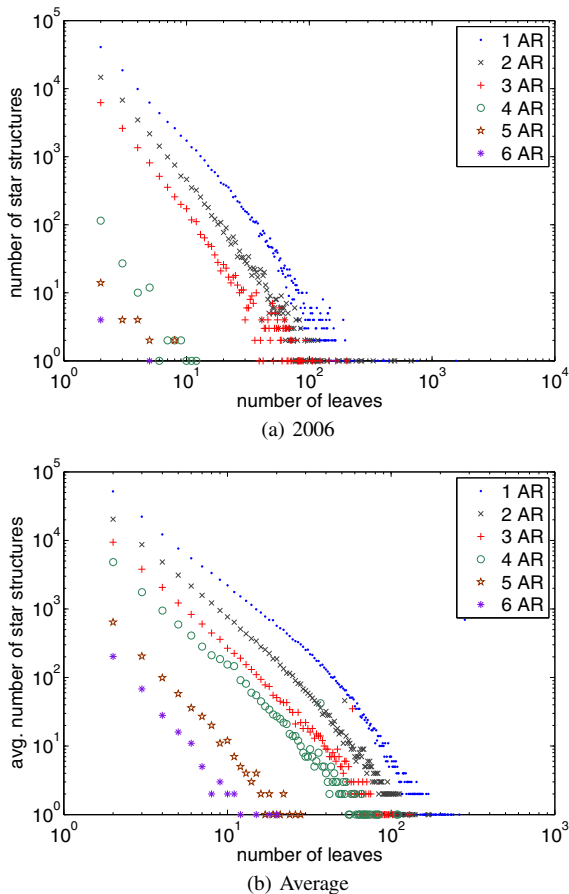 number of star structures
10^5
10^4
10^3
10^2
10^1
10^0
1 AR
2 AR
3 AR
4 AR
5 AR
6 AR
10^0 10^1 10^2 10^3 10^4
number of leaves
(a) 2006
avg. number of star structures
10^5
10^4
10^3
10^2
10^1
10^0
1 AR
2 AR
3 AR
4 AR
5 AR
6 AR
10^0 10^1 10^2 10^3
number of leaves
(b) Average